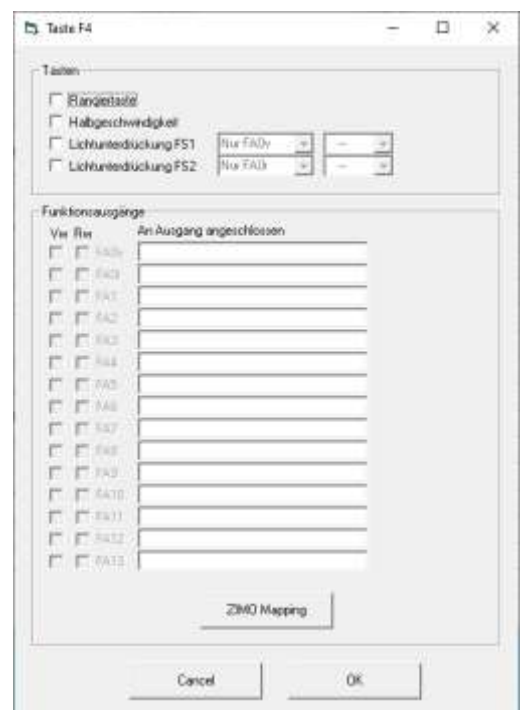 Taste F4
Tasten
Rangiertaste
Halbgeschwindigkeit
Lichtunterdrückung FS1 Nur FA0v --
Lichtunterdrückung FS2 Nur FA0r --
Funktionsausgänge
Vw Rw An Ausgang angeschlossen
FA0v
FA0r
FA1
FA2
FA3
FA4
FA5
FA6
FA7
FA8
FA9
FA10
FA11
FA12
FA13
ZIMO Mapping
Cancel OK